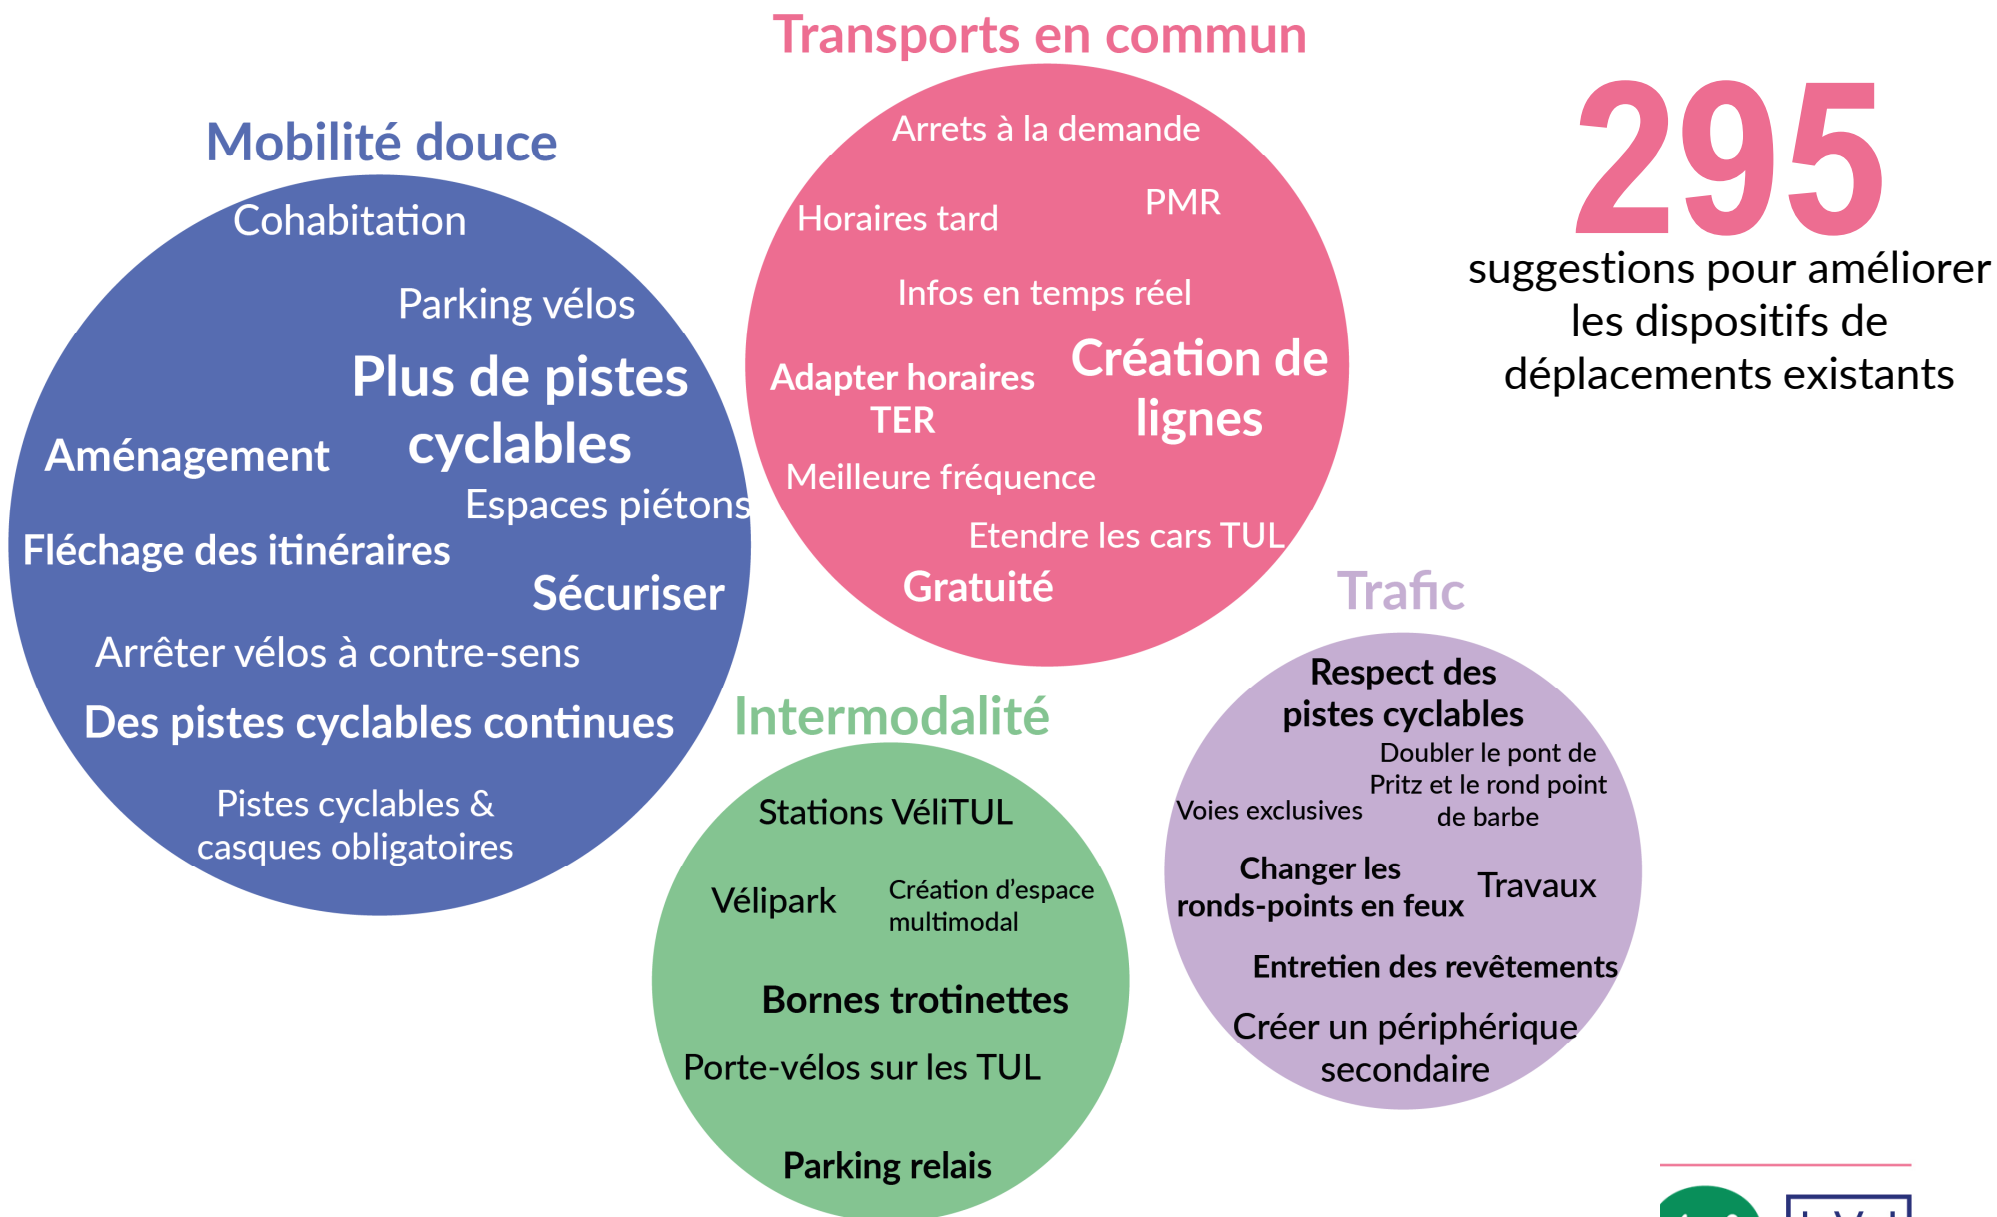 Transports en commun
Arrets à la demande
PMR
Horaires tard
Infos en temps réel
Création de
lignes
Adapter horaires
TER
Meilleure fréquence
Etendre les cars TUL
Gratuité
295
suggestions pour améliorer
les dispositifs de
déplacements existants
Mobilité douce
Cohabitation
Parking vélos
Plus de pistes
cyclables
Aménagement
Espaces piétons
Fléchage des itinéraires
Sécuriser
Arrêter vélos à contre-sens
Des pistes cyclables continues
Pistes cyclables &
casques obligatoires
Intermodalité
Stations VéliTUL
Vélipark
Création d’espace
multimodal
Bornes trotinettes
Porte-vélos sur les TUL
Parking relais
Trafic
Respect des
pistes cyclables
Doubler le pont de
Pritz et le rond point
de barbe
Voies exclusives
Changer les
ronds-points en feux
Travaux
Entretien des revêtements
Créer un périphérique
secondaire